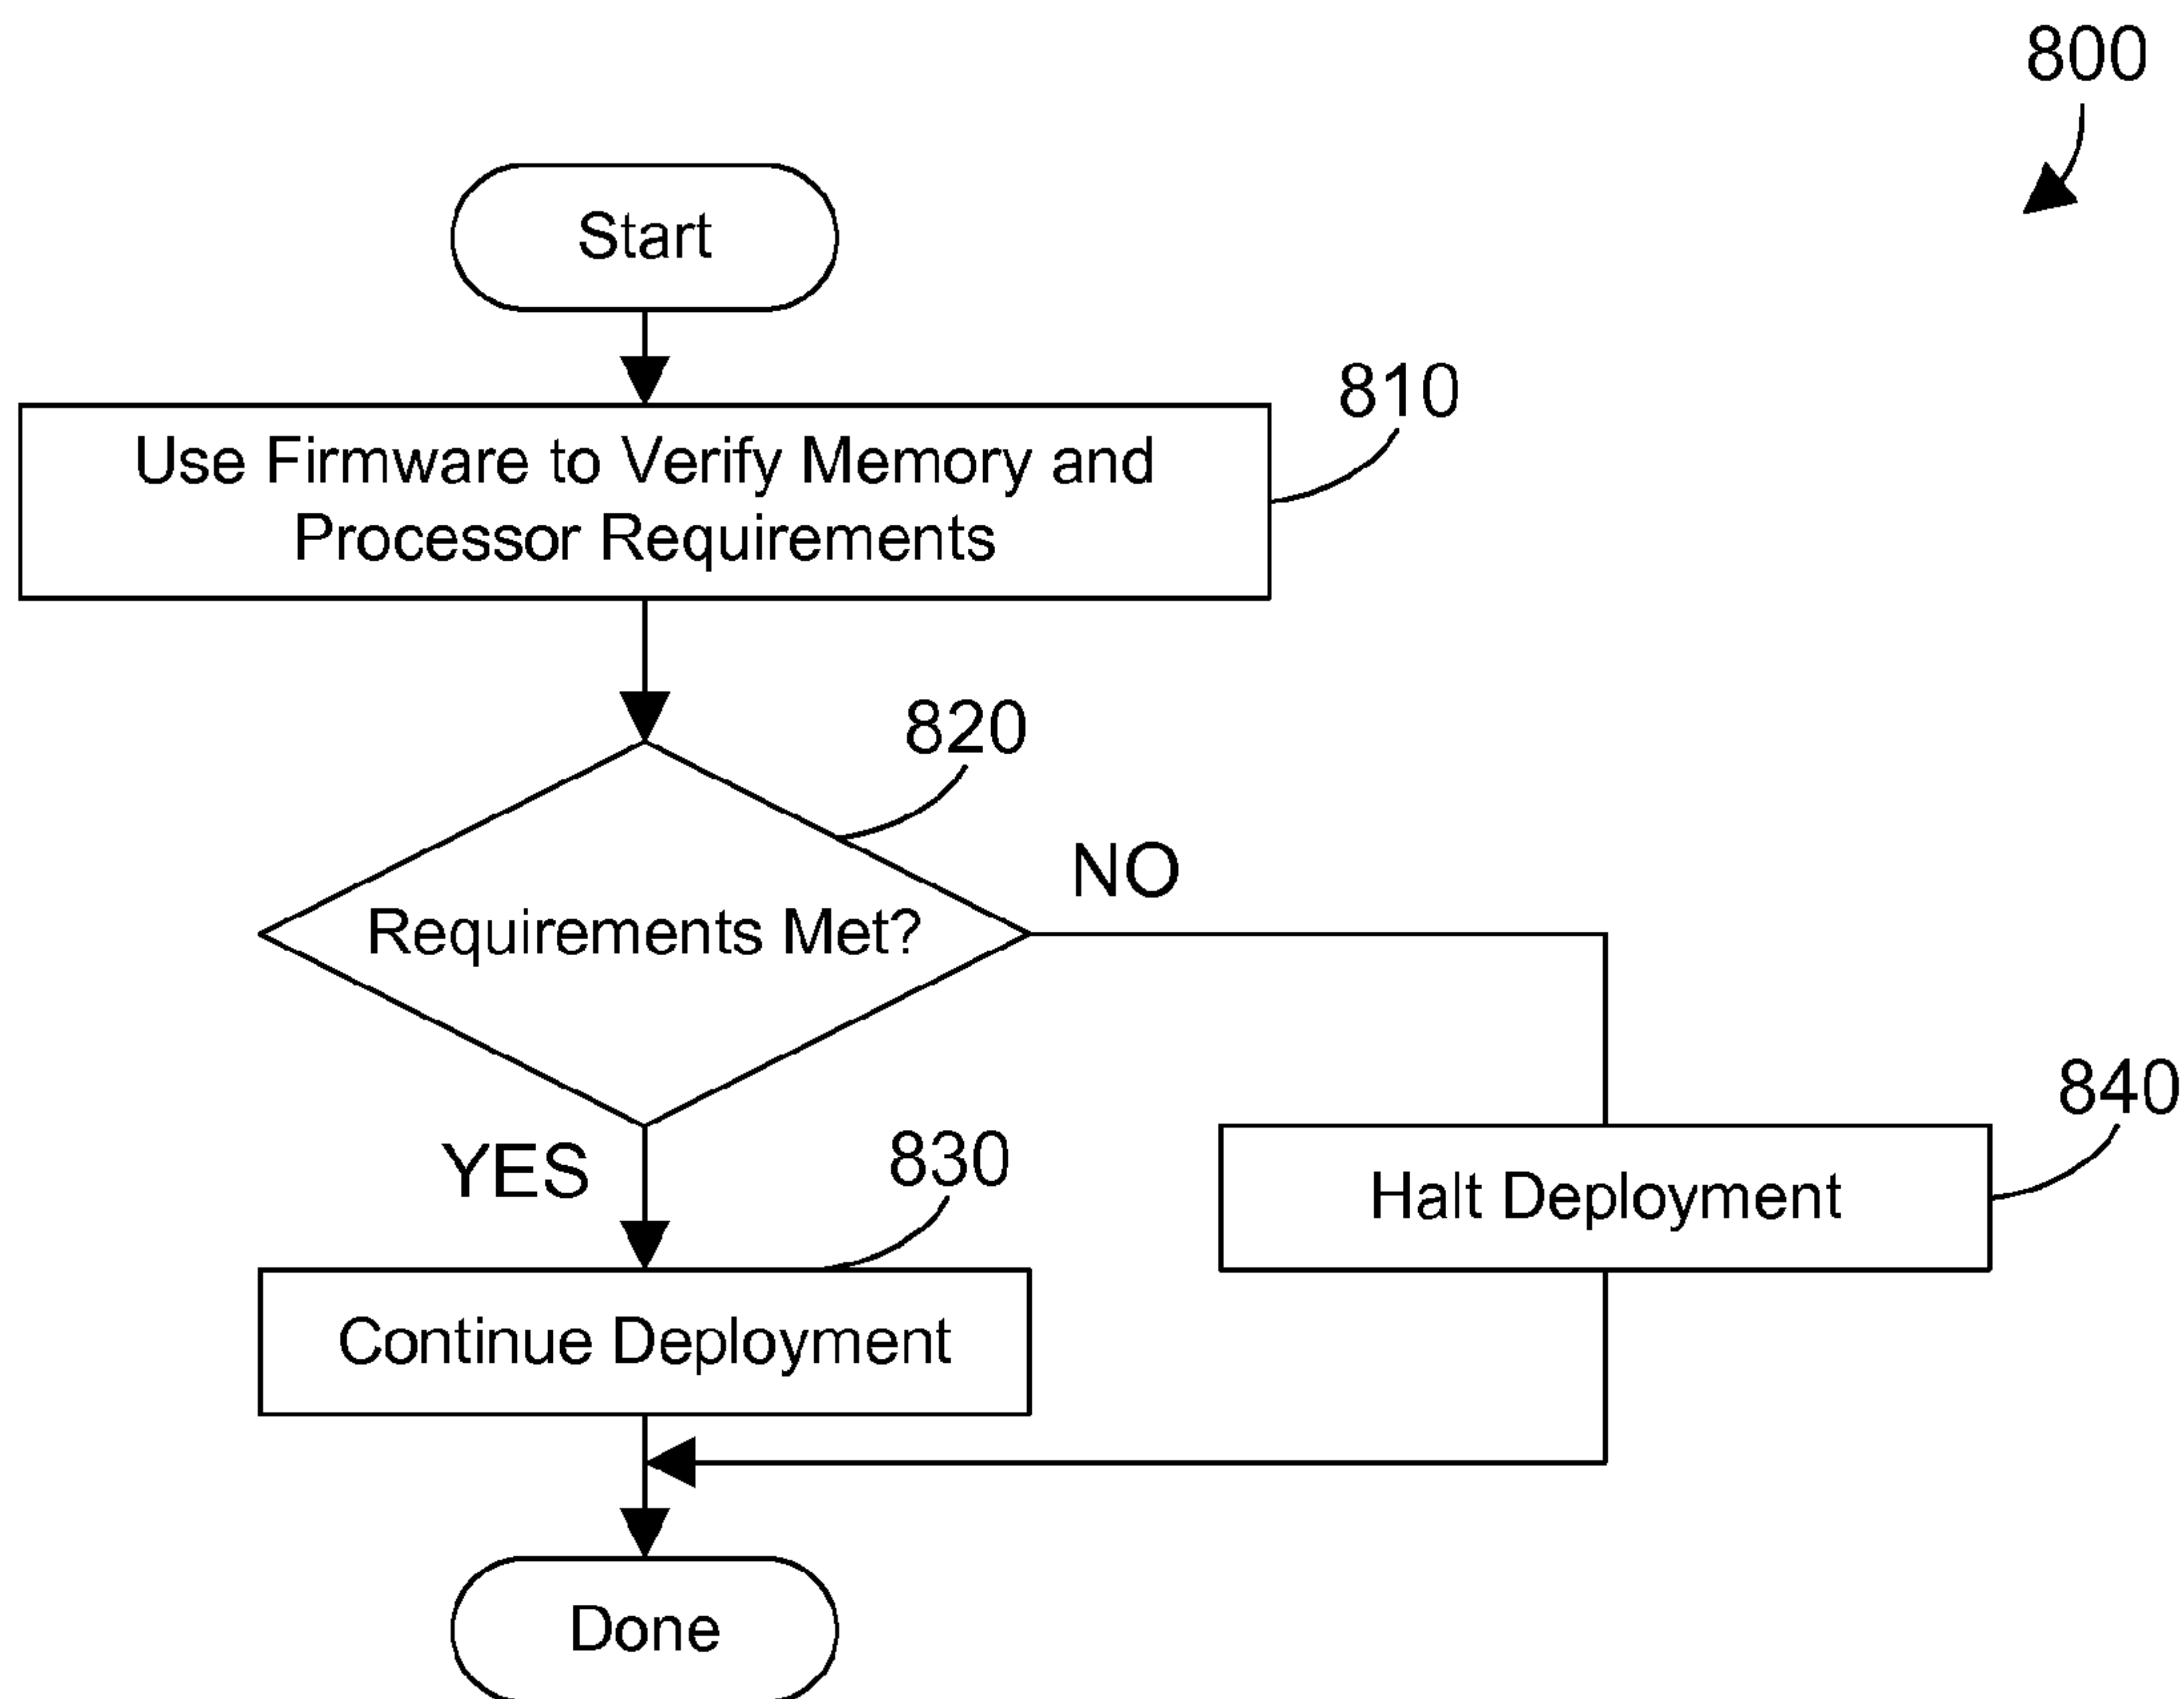 800
Start
810
Use Firmware to Verify Memory and
Processor Requirements
820
Requirements Met?
NO
YES
830
840
Halt Deployment
Continue Deployment
Done